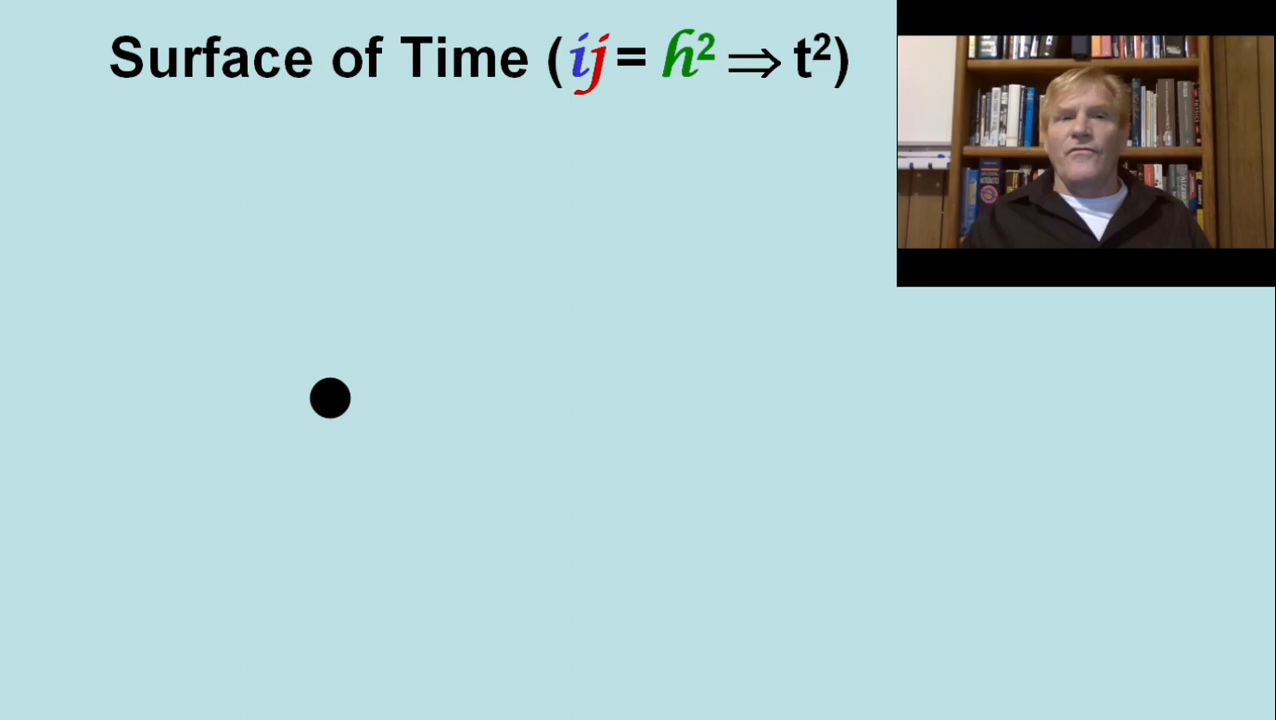 Surface of Time (ij = ℏ² ⇒ t²)